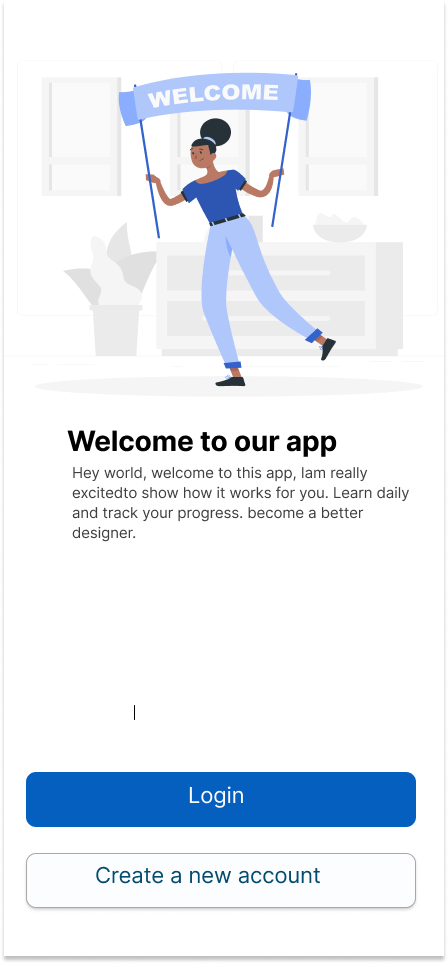 WELCOME
Welcome to our app
Hey world, welcome to this app, Iam really
excitedto show how it works for you. Learn daily
and track your progress. become a better
designer.
Login
Create a new account